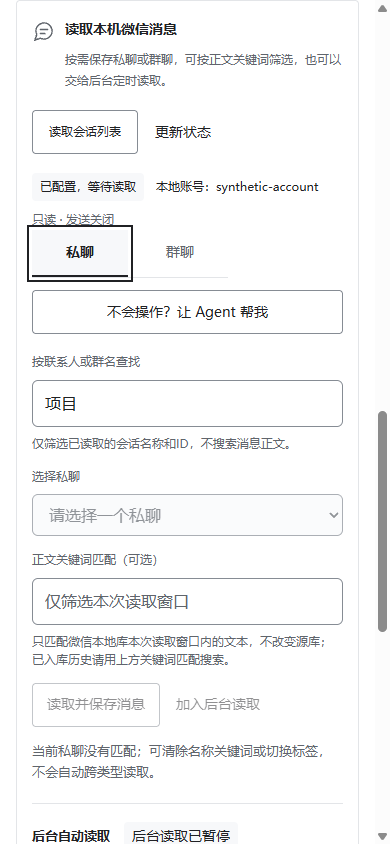 读取本机微信消息
按需保存私聊或群聊，可按正文关键词筛选，也可以
交给后台定时读取。
读取会话列表 更新状态
已配置，等待读取 本地账号：synthetic-account
只读 · 发送关闭
私聊 群聊
不会操作？让 Agent 帮我
按联系人或群名查找
项目
仅筛选已读取的会话名称和ID，不搜索消息正文。
选择私聊
请选择一个私聊
正文关键词匹配（可选）
仅筛选本次读取窗口
只匹配微信本地库本次读取窗口内的文本，不改变源库；
已入库历史请用上方关键词匹配搜索。
读取并保存消息 加入后台读取
当前私聊没有匹配；可清除名称关键词或切换标签，
不会自动跨类型读取。
后台自动读取 后台读取已暂停